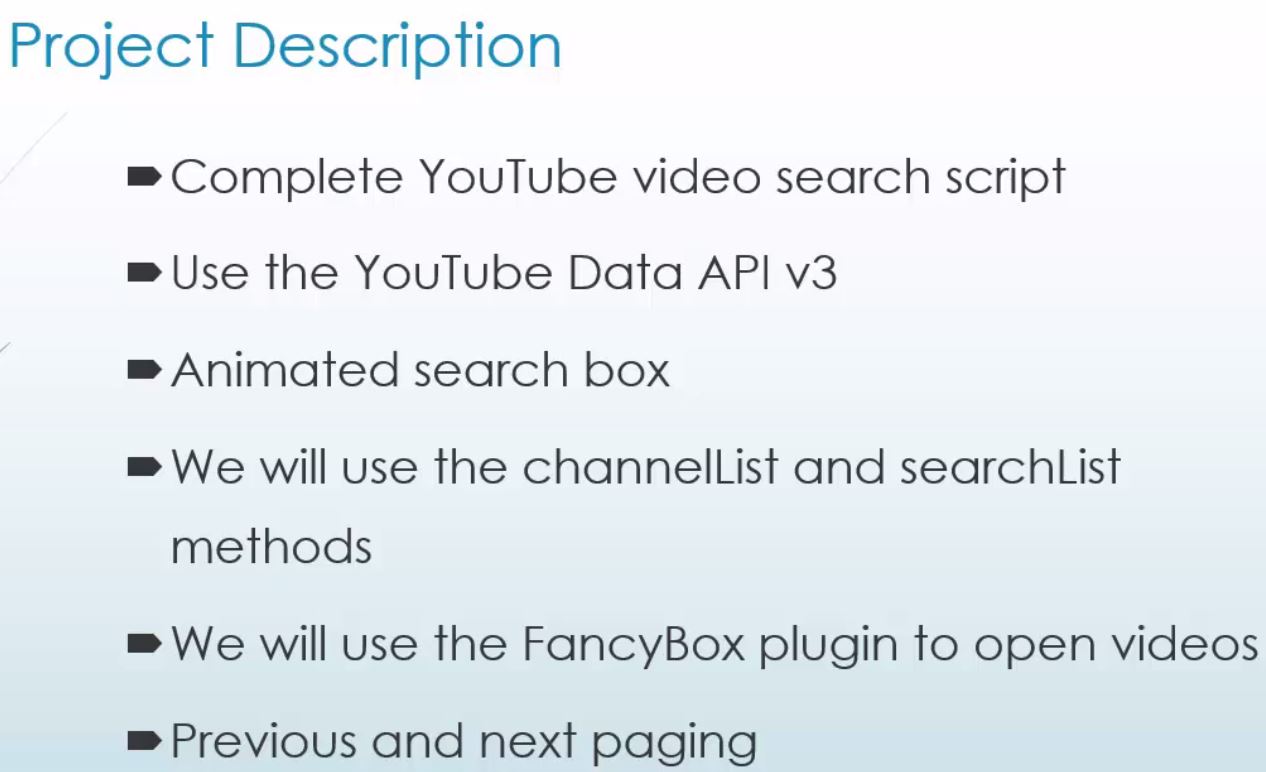 Project Description
Complete YouTube video search script
Use the YouTube Data API v3
Animated search box
We will use the channelList and searchList
methods
We will use the FancyBox plugin to open videos
Previous and next paging